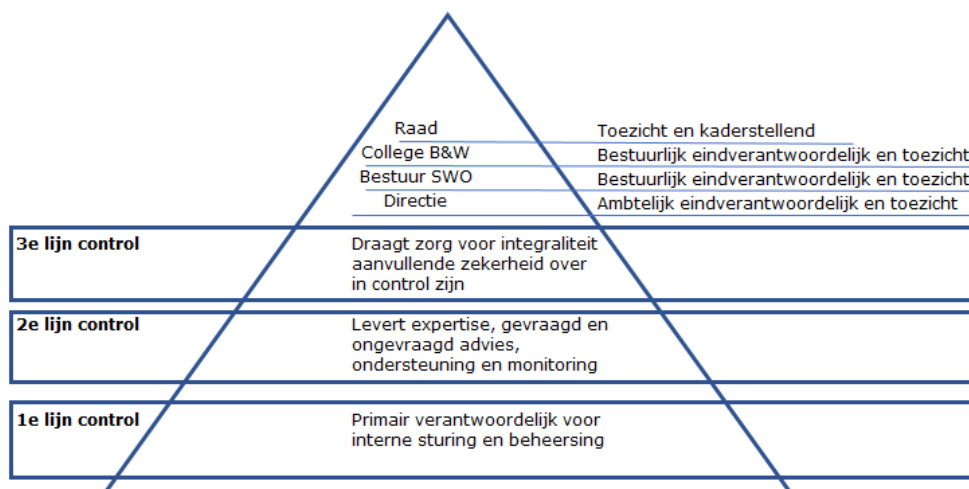 Raad Toezicht en kaderstellend
College B&W Bestuurlijk eindverantwoordelijk en toezicht
Bestuur SWO Bestuurlijk eindverantwoordelijk en toezicht
Directie Ambtelijk eindverantwoordelijk en toezicht
3e lijn control Draagt zorg voor integraliteit
aanvullende zekerheid over
in control zijn
2e lijn control Levert expertise, gevraagd en
ongevraagd advies,
ondersteuning en monitoring
1e lijn control Primair verantwoordelijk voor
interne sturing en beheersing